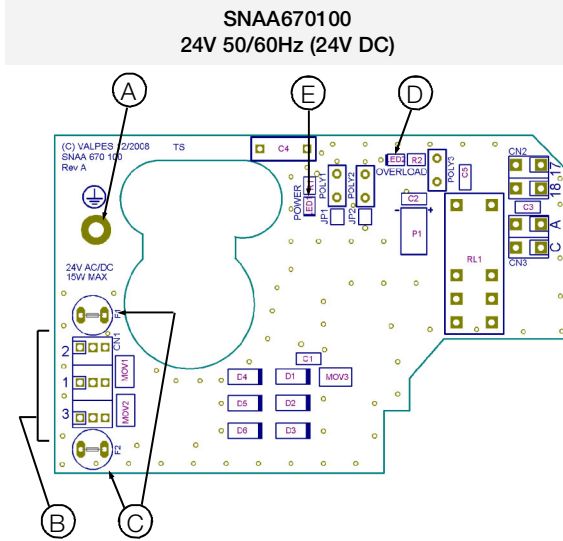 SNAA670100
24V 50/60Hz (24V DC)
A
E
D
(C) VALPES 12/2008
SNAA 670 100
Rev A
TS
C4
POWER
LED1
R1
POLY1
POLY2
JP1
JP2
LED2
R2
OVERLOAD
POLY3
C5
CN2
17
18
C2
- +
P1
C3
A
C
CN3
RL1
24V AC/DC
15W MAX
F1
CN1
2
1
3
MOV1
MOV2
F2
C1
D4
D1
MOV3
D5
D2
D6
D3
B
C